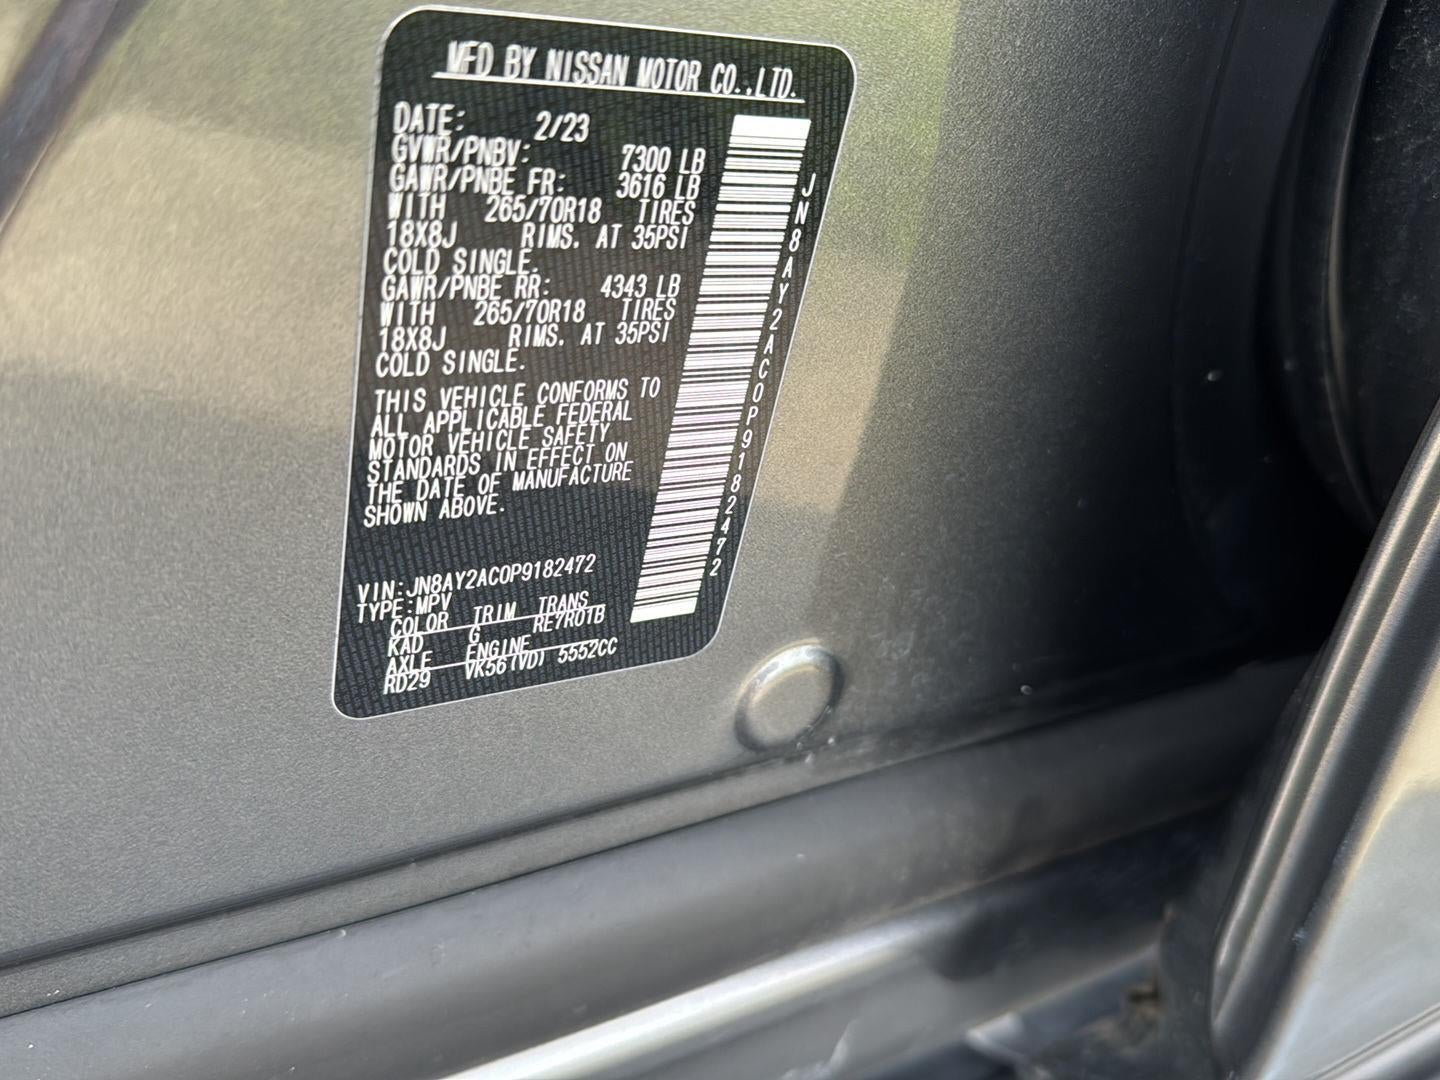 MFD BY NISSAN MOTOR CO.,LTD.
DATE: 2/23
GVWR/PNBV: 7300 LB
GAWR/PNBE FR: 3616 LB
WITH 265/70R18 TIRES
18X8J RIMS. AT 35PSI
COLD SINGLE.
GAWR/PNBE RR: 4343 LB
WITH 265/70R18 TIRES
18X8J RIMS. AT 35PSI
COLD SINGLE.
THIS VEHICLE CONFORMS TO
ALL APPLICABLE FEDERAL
MOTOR VEHICLE SAFETY
STANDARDS IN EFFECT ON
THE DATE OF MANUFACTURE
SHOWN ABOVE.
VIN:JN8AY2AC0P9182472
TYPE:MPV
COLOR TRIM TRANS
KAD G RE7R01B
AXLE ENGINE
RD29 VK56(VD) 5552CC
JN8AY2AC0P9182472